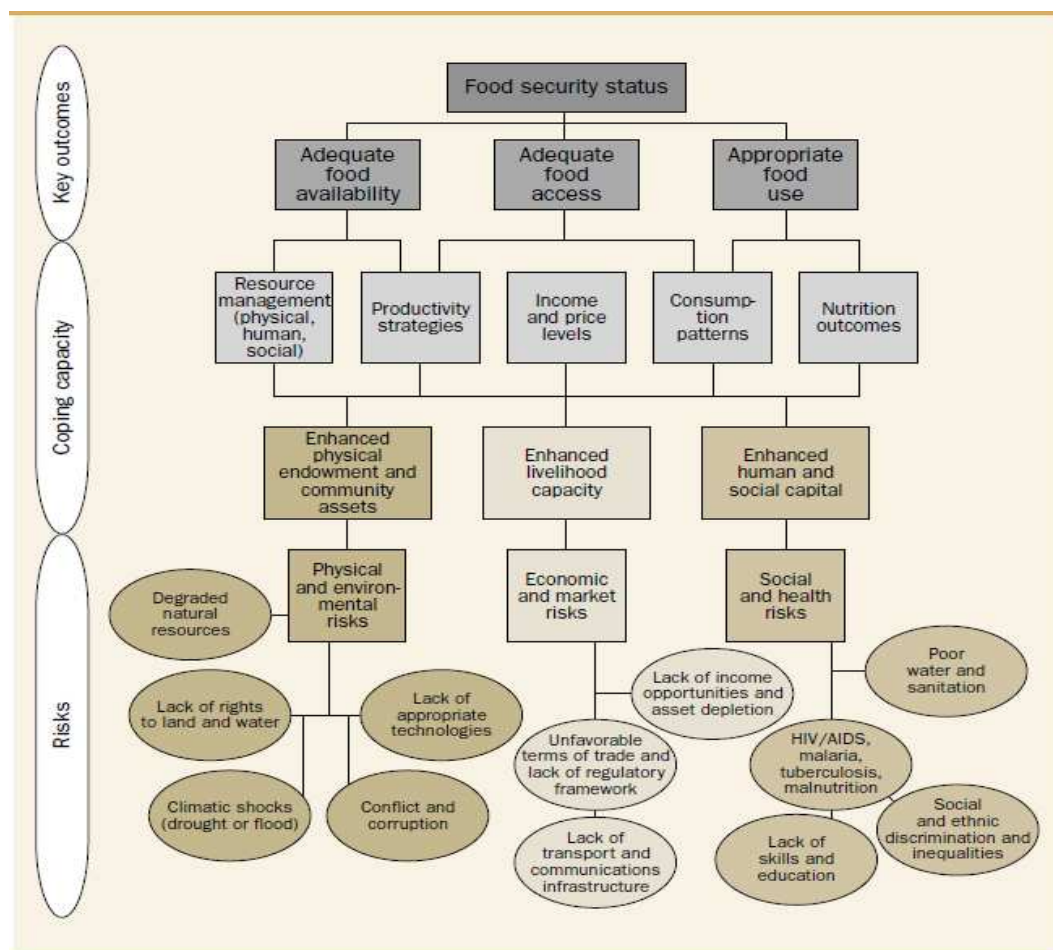 Key outcomes
Food security status
Adequate
food
availability
Adequate
food
access
Appropriate
food
use
Coping capacity
Resource
management
(physical,
human,
social)
Productivity
strategies
Income
and price
levels
Consump-
tion
patterns
Nutrition
outcomes
Enhanced
physical
endowment and
community
assets
Enhanced
livelihood
capacity
Enhanced
human and
social capital
Risks
Physical
and environ-
mental
risks
Economic
and market
risks
Social
and health
risks
Degraded
natural
resources
Lack of rights
to land and water
Lack of
appropriate
technologies
Climatic shocks
(drought or flood)
Conflict and
corruption
Lack of income
opportunities and
asset depletion
Unfavorable
terms of trade and
lack of regulatory
framework
Lack of
transport and
communications
infrastructure
Poor
water and
sanitation
HIV/AIDS,
malaria,
tuberculosis,
malnutrition
Social
and ethnic
discrimination and
inequalities
Lack of
skills and
education